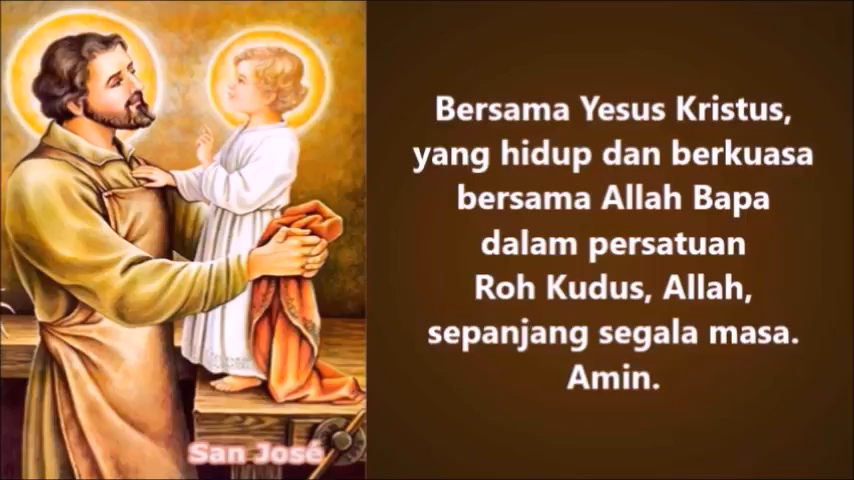 Bersama Yesus Kristus,
yang hidup dan berkuasa
bersama Allah Bapa
dalam persatuan
Roh Kudus, Allah,
sepanjang segala masa.
Amin.
San José